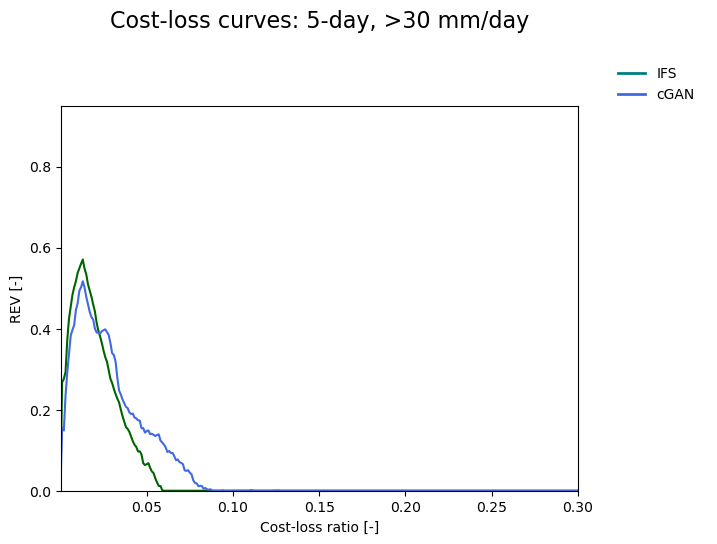 Cost-loss curves: 5-day, >30 mm/day
IFS
cGAN
REV [-]
0.8
0.6
0.4
0.2
0.0
0.05
0.10
0.15
0.20
0.25
0.30
Cost-loss ratio [-]